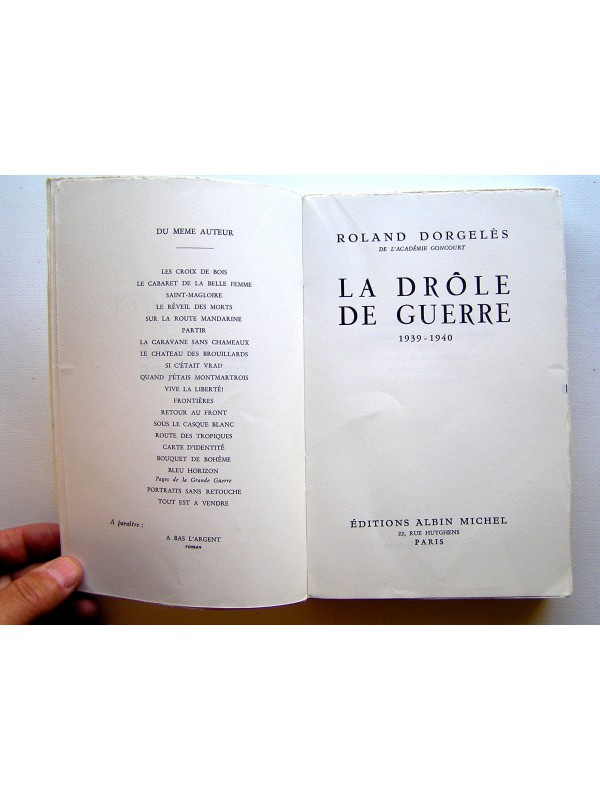 DU MEME AUTEUR
LES CROIX DE BOIS
LE CABARET DE LA BELLE FEMME
SAINT-MAGLOIRE
LE RÉVEIL DES MORTS
SUR LA ROUTE MANDARINE
PARTIR
LA CARAVANE SANS CHAMEAUX
LE CHATEAU DES BROUILLARDS
SI C'ÉTAIT VRAI?
QUAND J'ÉTAIS MONTMARTROIS
VIVE LA LIBERTÉ!
FRONTIÈRES
RETOUR AU FRONT
SOUS LE CASQUE BLANC
ROUTE DES TROPIQUES
CARTE D'IDENTITÉ
BOUQUET DE BOHÈME
BLEU HORIZON
Pages de la Grande Guerre
PORTRAITS SANS RETOUCHE
TOUT EST A VENDRE
A paraître :
A BAS L'ARGENT
roman
ROLAND DORGELÈS
DE L'ACADÉMIE GONCOURT
LA DRÔLE
DE GUERRE
1939-1940
ÉDITIONS ALBIN MICHEL
22, RUE HUYGHENS
PARIS